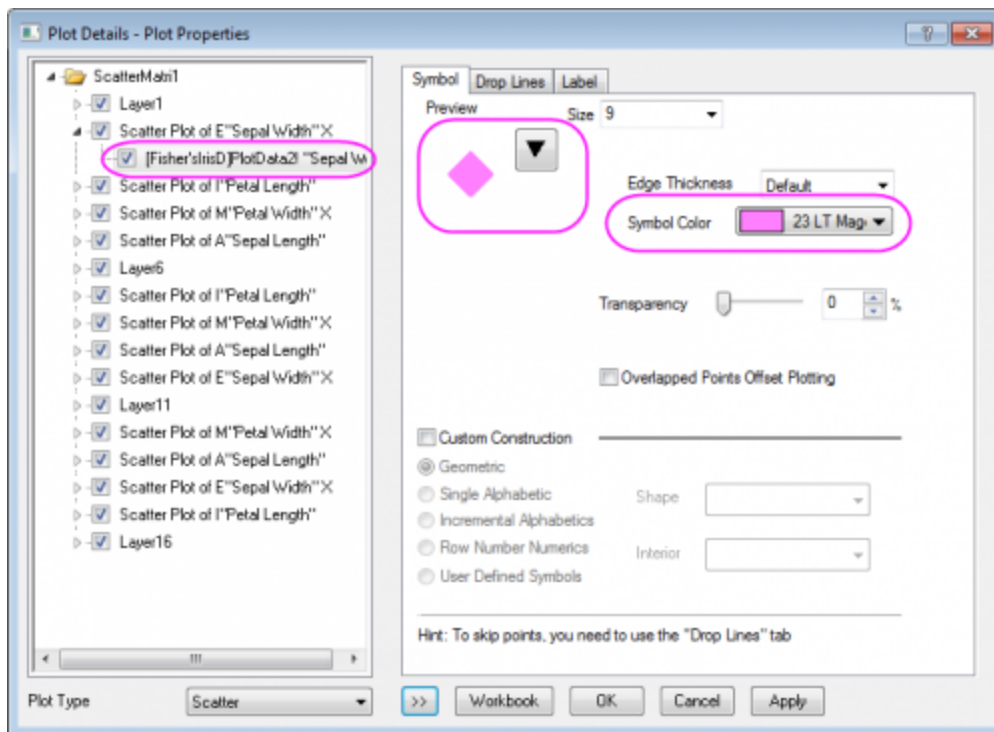 Plot Details - Plot Properties
ScatterMatri1
Layer1
Scatter Plot of E"Sepal Width" X
[Fisher'sIrisD]PlotData2! "Sepal W
Scatter Plot of I"Petal Length"
Scatter Plot of M"Petal Width" X
Scatter Plot of A"Sepal Length"
Layer6
Scatter Plot of I"Petal Length"
Scatter Plot of M"Petal Width" X
Scatter Plot of A"Sepal Length"
Scatter Plot of E"Sepal Width" X
Layer11
Scatter Plot of M"Petal Width" X
Scatter Plot of A"Sepal Length"
Scatter Plot of E"Sepal Width" X
Scatter Plot of I"Petal Length"
Layer16
Plot Type
Scatter
Symbol Drop Lines Label
Preview
Size 9
Edge Thickness Default
Symbol Color 23 LT Mag
Transparency 0 %
Overlapped Points Offset Plotting
Custom Construction
Geometric
Single Alphabetic
Incremental Alphabetics
Row Number Numerics
User Defined Symbols
Shape
Interior
Hint: To skip points, you need to use the "Drop Lines" tab
>> Workbook OK Cancel Apply